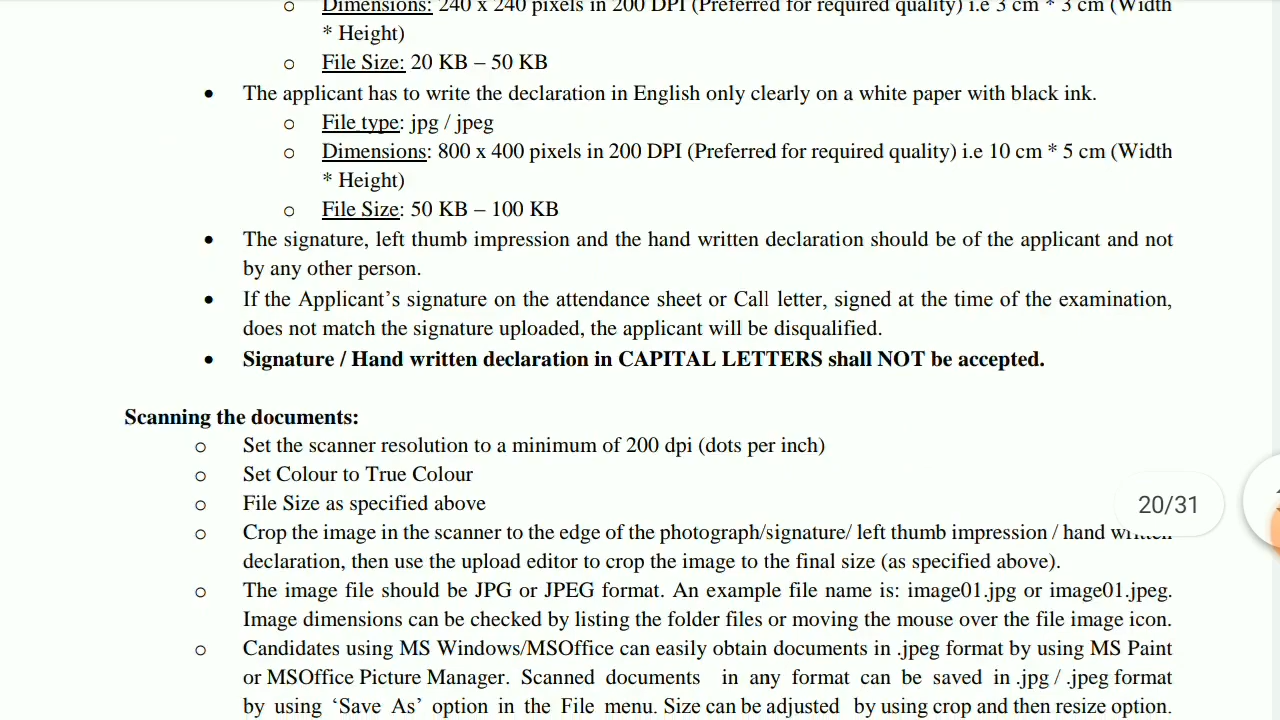 o Dimensions: 240 x 240 pixels in 200 DPI (Preferred for required quality) i.e 3 cm * 3 cm (Width
* Height)
o File Size: 20 KB – 50 KB
• The applicant has to write the declaration in English only clearly on a white paper with black ink.
o File type: jpg / jpeg
o Dimensions: 800 x 400 pixels in 200 DPI (Preferred for required quality) i.e 10 cm * 5 cm (Width
* Height)
o File Size: 50 KB – 100 KB
• The signature, left thumb impression and the hand written declaration should be of the applicant and not
by any other person.
• If the Applicant’s signature on the attendance sheet or Call letter, signed at the time of the examination,
does not match the signature uploaded, the applicant will be disqualified.
• Signature / Hand written declaration in CAPITAL LETTERS shall NOT be accepted.
Scanning the documents:
o Set the scanner resolution to a minimum of 200 dpi (dots per inch)
o Set Colour to True Colour
o File Size as specified above
20/31
o Crop the image in the scanner to the edge of the photograph/signature/ left thumb impression / hand written
declaration, then use the upload editor to crop the image to the final size (as specified above).
o The image file should be JPG or JPEG format. An example file name is: image01.jpg or image01.jpeg.
Image dimensions can be checked by listing the folder files or moving the mouse over the file image icon.
o Candidates using MS Windows/MSOffice can easily obtain documents in .jpeg format by using MS Paint
or MSOffice Picture Manager. Scanned documents in any format can be saved in .jpg / .jpeg format
by using ‘Save As’ option in the File menu. Size can be adjusted by using crop and then resize option.